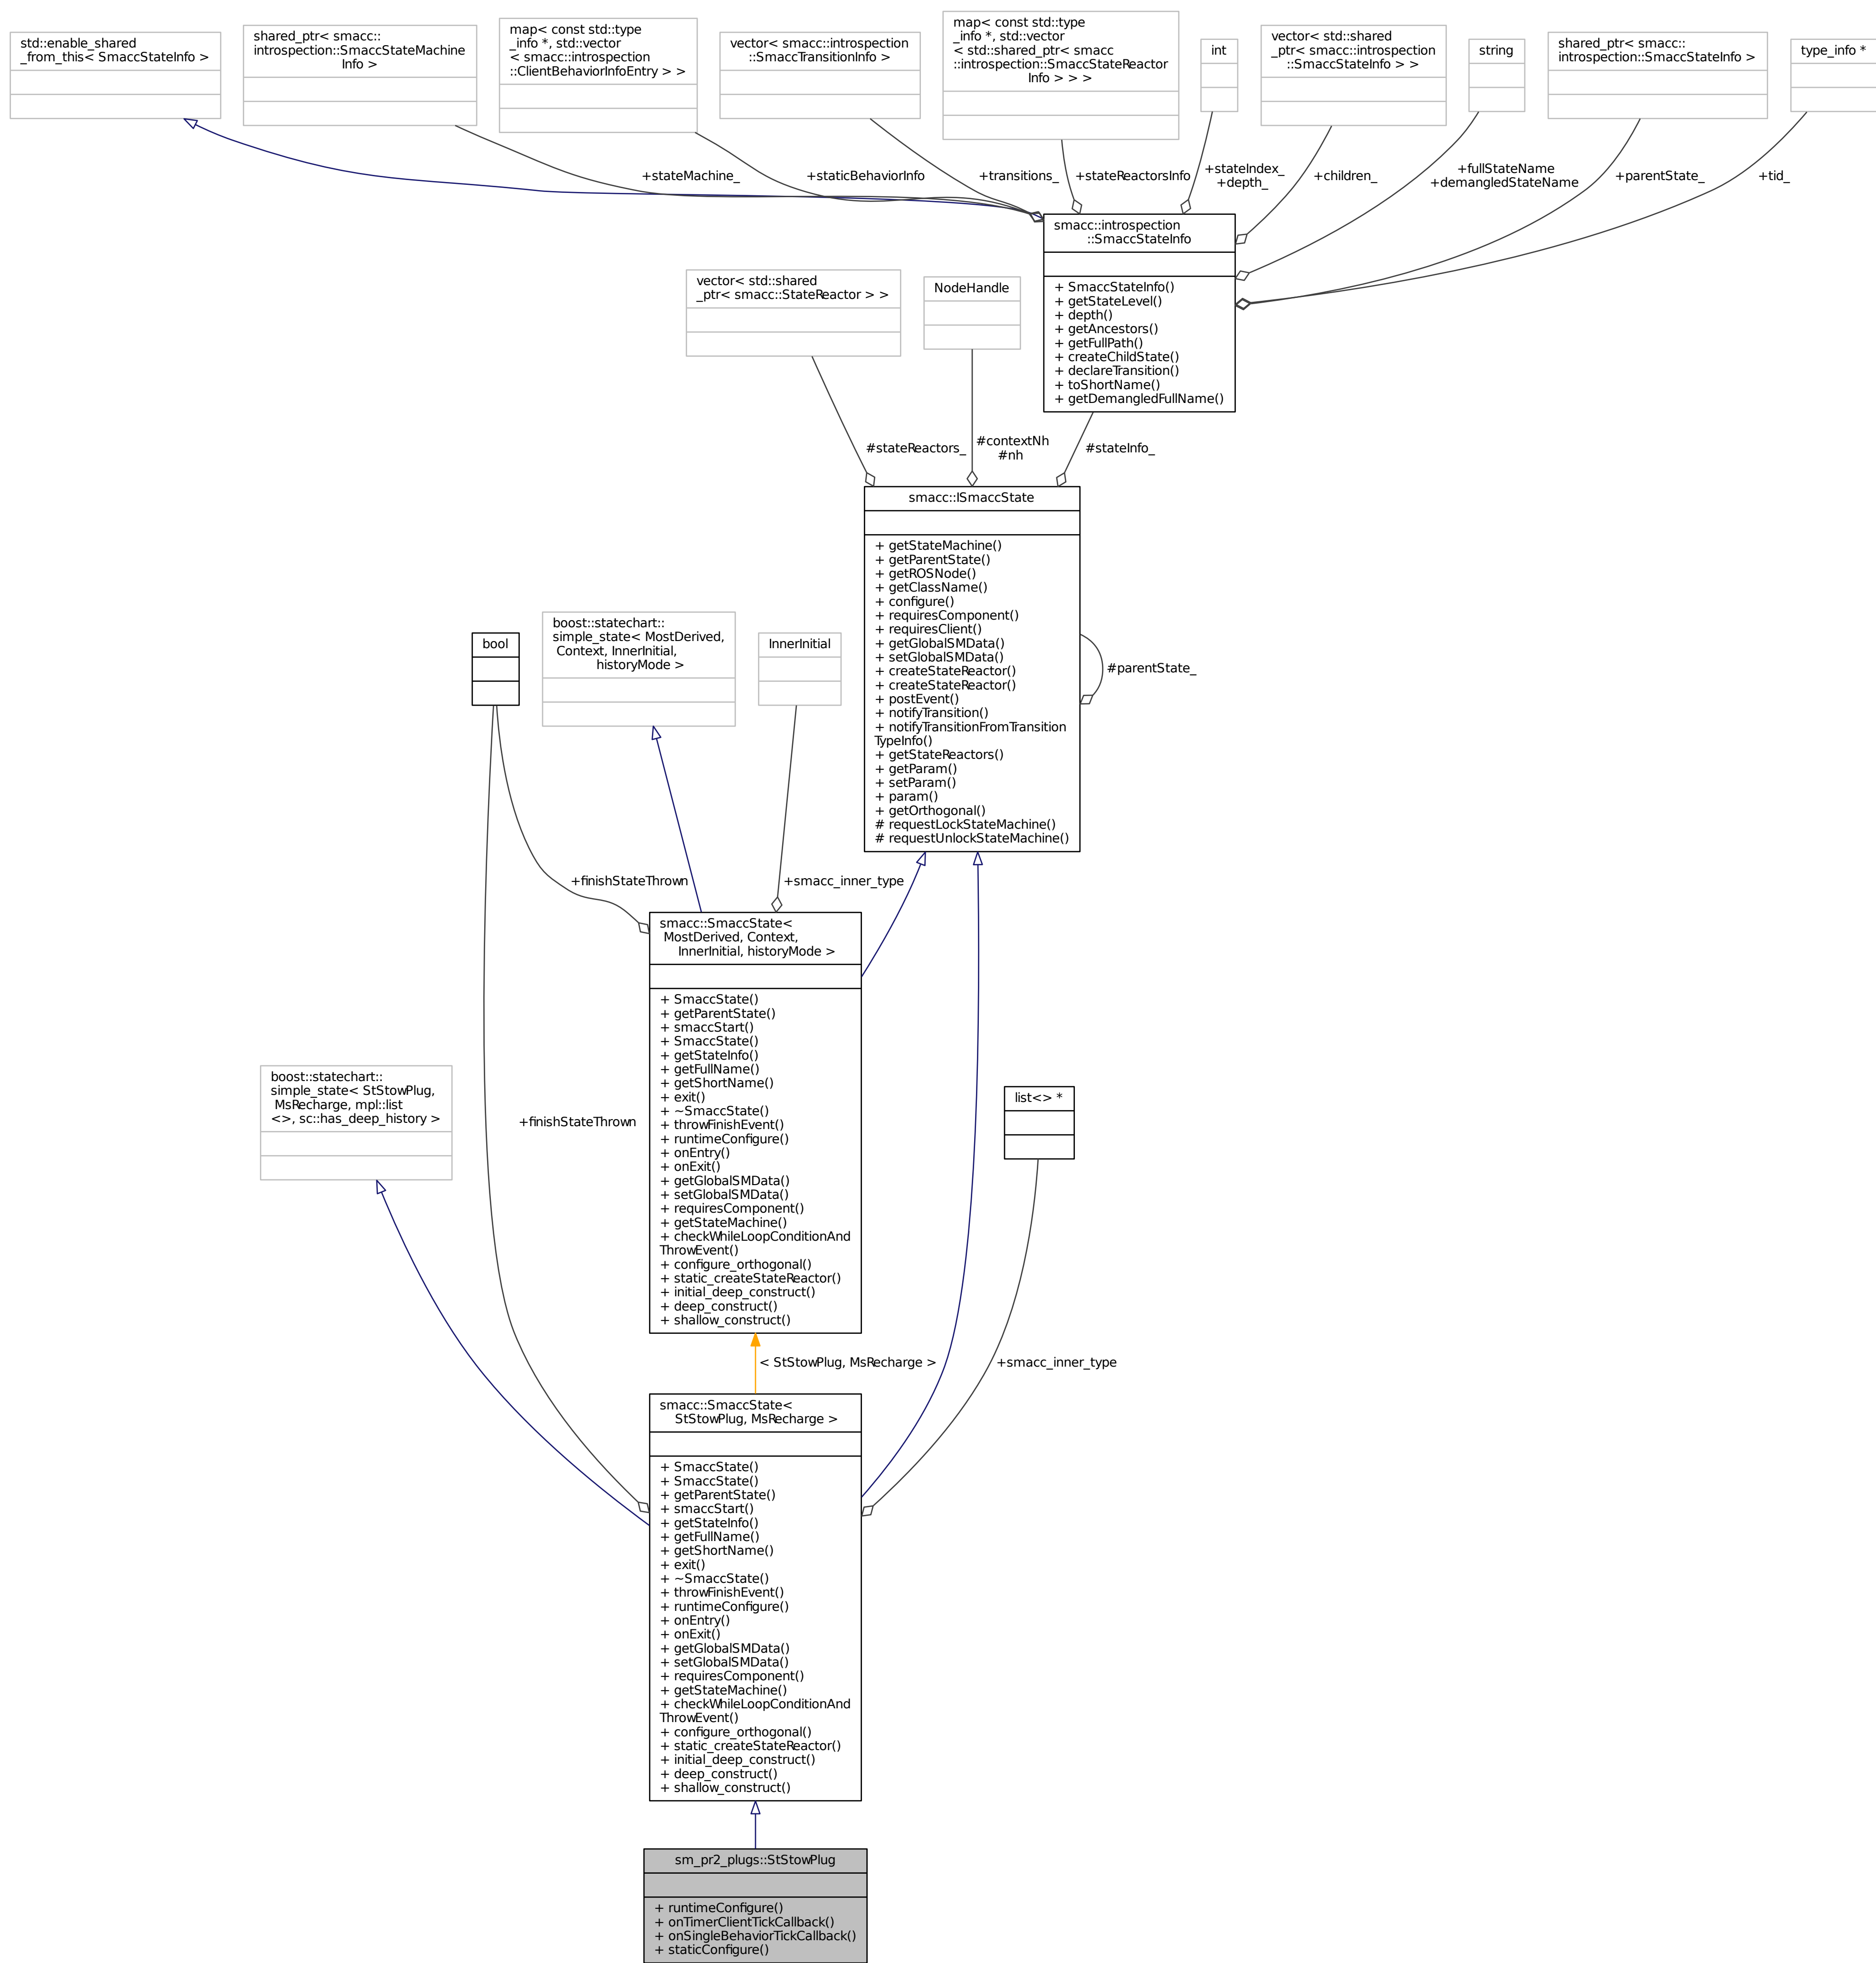 std::enable_shared
_from_this< SmaccStateInfo >
shared_ptr< smacc::
introspection::SmaccStateMachine
Info >
map< const std::type
_info *, std::vector
< smacc::introspection
::ClientBehaviorInfoEntry > >
vector< smacc::introspection
::SmaccTransitionInfo >
map< const std::type
_info *, std::vector
< std::shared_ptr< smacc
::introspection::SmaccStateReactor
Info > > >
int
vector< std::shared
_ptr< smacc::introspection
::SmaccStateInfo > >
string
shared_ptr< smacc::
introspection::SmaccStateInfo >
type_info *
+stateMachine_
+staticBehaviorInfo
+transitions_
+stateReactorsInfo
+stateIndex_
+depth_
+children_
+fullStateName
+demangledStateName
+parentState_
+tid_
smacc::introspection
::SmaccStateInfo
+ SmaccStateInfo()
+ getStateLevel()
+ depth()
+ getAncestors()
+ getFullPath()
+ createChildState()
+ declareTransition()
+ toShortName()
+ getDemangledFullName()
vector< std::shared
_ptr< smacc::StateReactor > >
NodeHandle
#stateReactors_
#contextNh
#nh
#stateInfo_
smacc::ISmaccState
+ getStateMachine()
+ getParentState()
+ getROSNode()
+ getClassName()
+ configure()
+ requiresComponent()
+ requiresClient()
+ getGlobalSMData()
+ setGlobalSMData()
+ createStateReactor()
+ createStateReactor()
+ postEvent()
+ notifyTransition()
+ notifyTransitionFromTransition
TypeInfo()
+ getStateReactors()
+ getParam()
+ setParam()
+ param()
+ getOrthogonal()
# requestLockStateMachine()
# requestUnlockStateMachine()
#parentState_
bool
boost::statechart::
simple_state< MostDerived,
Context, InnerInitial,
historyMode >
InnerInitial
+finishStateThrown
+smacc_inner_type
smacc::SmaccState<
MostDerived, Context,
InnerInitial, historyMode >
+ SmaccState()
+ getParentState()
+ smaccStart()
+ SmaccState()
+ getStateInfo()
+ getFullName()
+ getShortName()
+ exit()
+ ~SmaccState()
+ throwFinishEvent()
+ runtimeConfigure()
+ onEntry()
+ onExit()
+ getGlobalSMData()
+ setGlobalSMData()
+ requiresComponent()
+ getStateMachine()
+ checkWhileLoopConditionAnd
ThrowEvent()
+ configure_orthogonal()
+ static_createStateReactor()
+ initial_deep_construct()
+ deep_construct()
+ shallow_construct()
boost::statechart::
simple_state< StStowPlug,
MsRecharge, mpl::list
<>, sc::has_deep_history >
+finishStateThrown
list<> *
< StStowPlug, MsRecharge >
+smacc_inner_type
smacc::SmaccState<
StStowPlug, MsRecharge >
+ SmaccState()
+ SmaccState()
+ getParentState()
+ smaccStart()
+ getStateInfo()
+ getFullName()
+ getShortName()
+ exit()
+ ~SmaccState()
+ throwFinishEvent()
+ runtimeConfigure()
+ onEntry()
+ onExit()
+ getGlobalSMData()
+ setGlobalSMData()
+ requiresComponent()
+ getStateMachine()
+ checkWhileLoopConditionAnd
ThrowEvent()
+ configure_orthogonal()
+ static_createStateReactor()
+ initial_deep_construct()
+ deep_construct()
+ shallow_construct()
sm_pr2_plugs::StStowPlug
+ runtimeConfigure()
+ onTimerClientTickCallback()
+ onSingleBehaviorTickCallback()
+ staticConfigure()